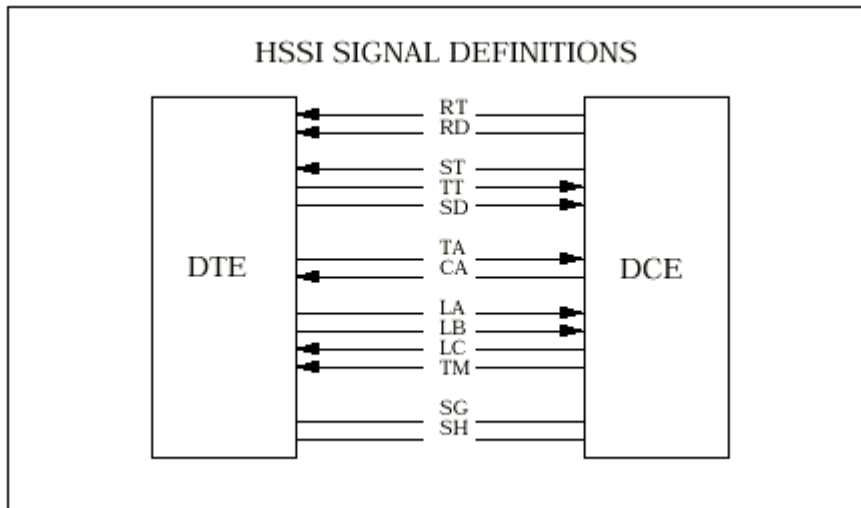 HSSI SIGNAL DEFINITIONS
RT
RD
ST
TT
SD
TA
CA
DTE
DCE
LA
LB
LC
TM
SG
SH